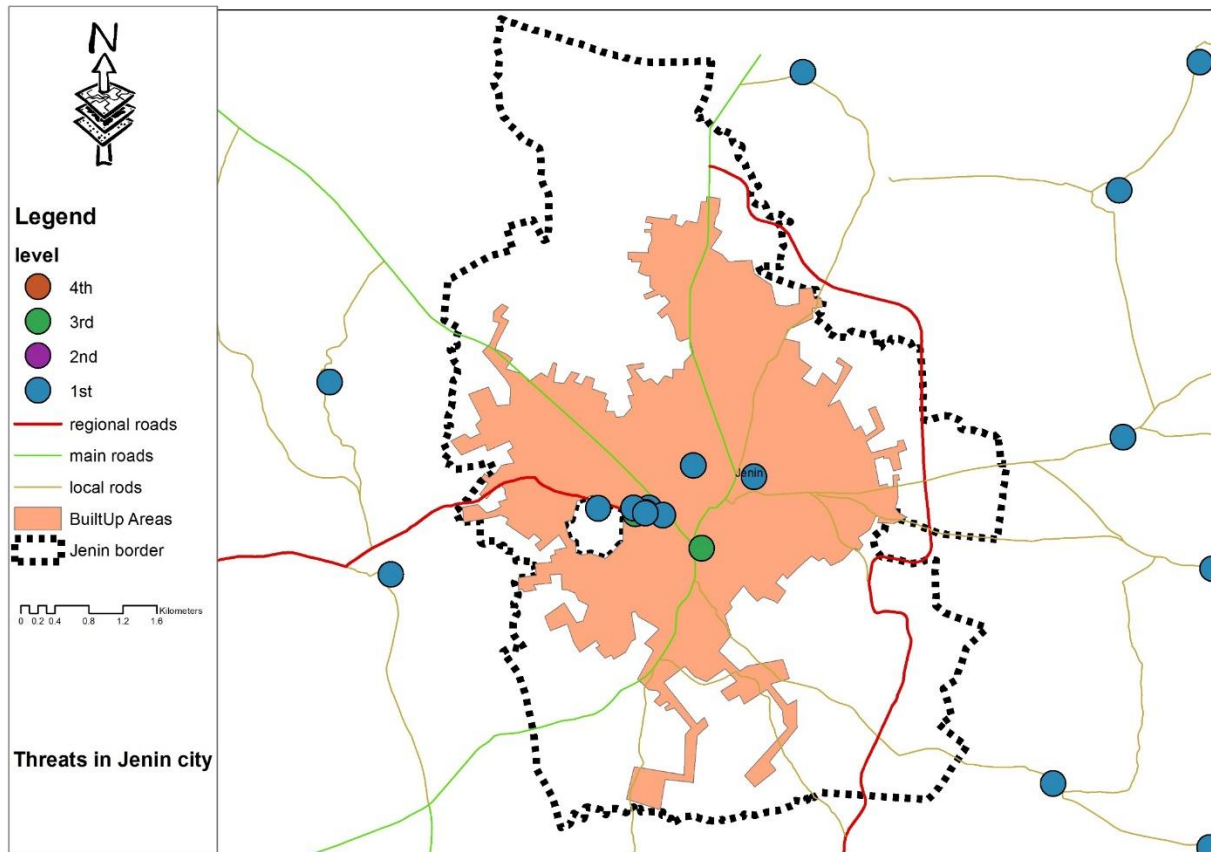 N
Legend
level
4th
3rd
2nd
1st
regional roads
main roads
local rods
BuiltUp Areas
Jenin border
Kilometers
0 0.2 0.4 0.8 1.2 1.6
Threats in Jenin city
Jenin